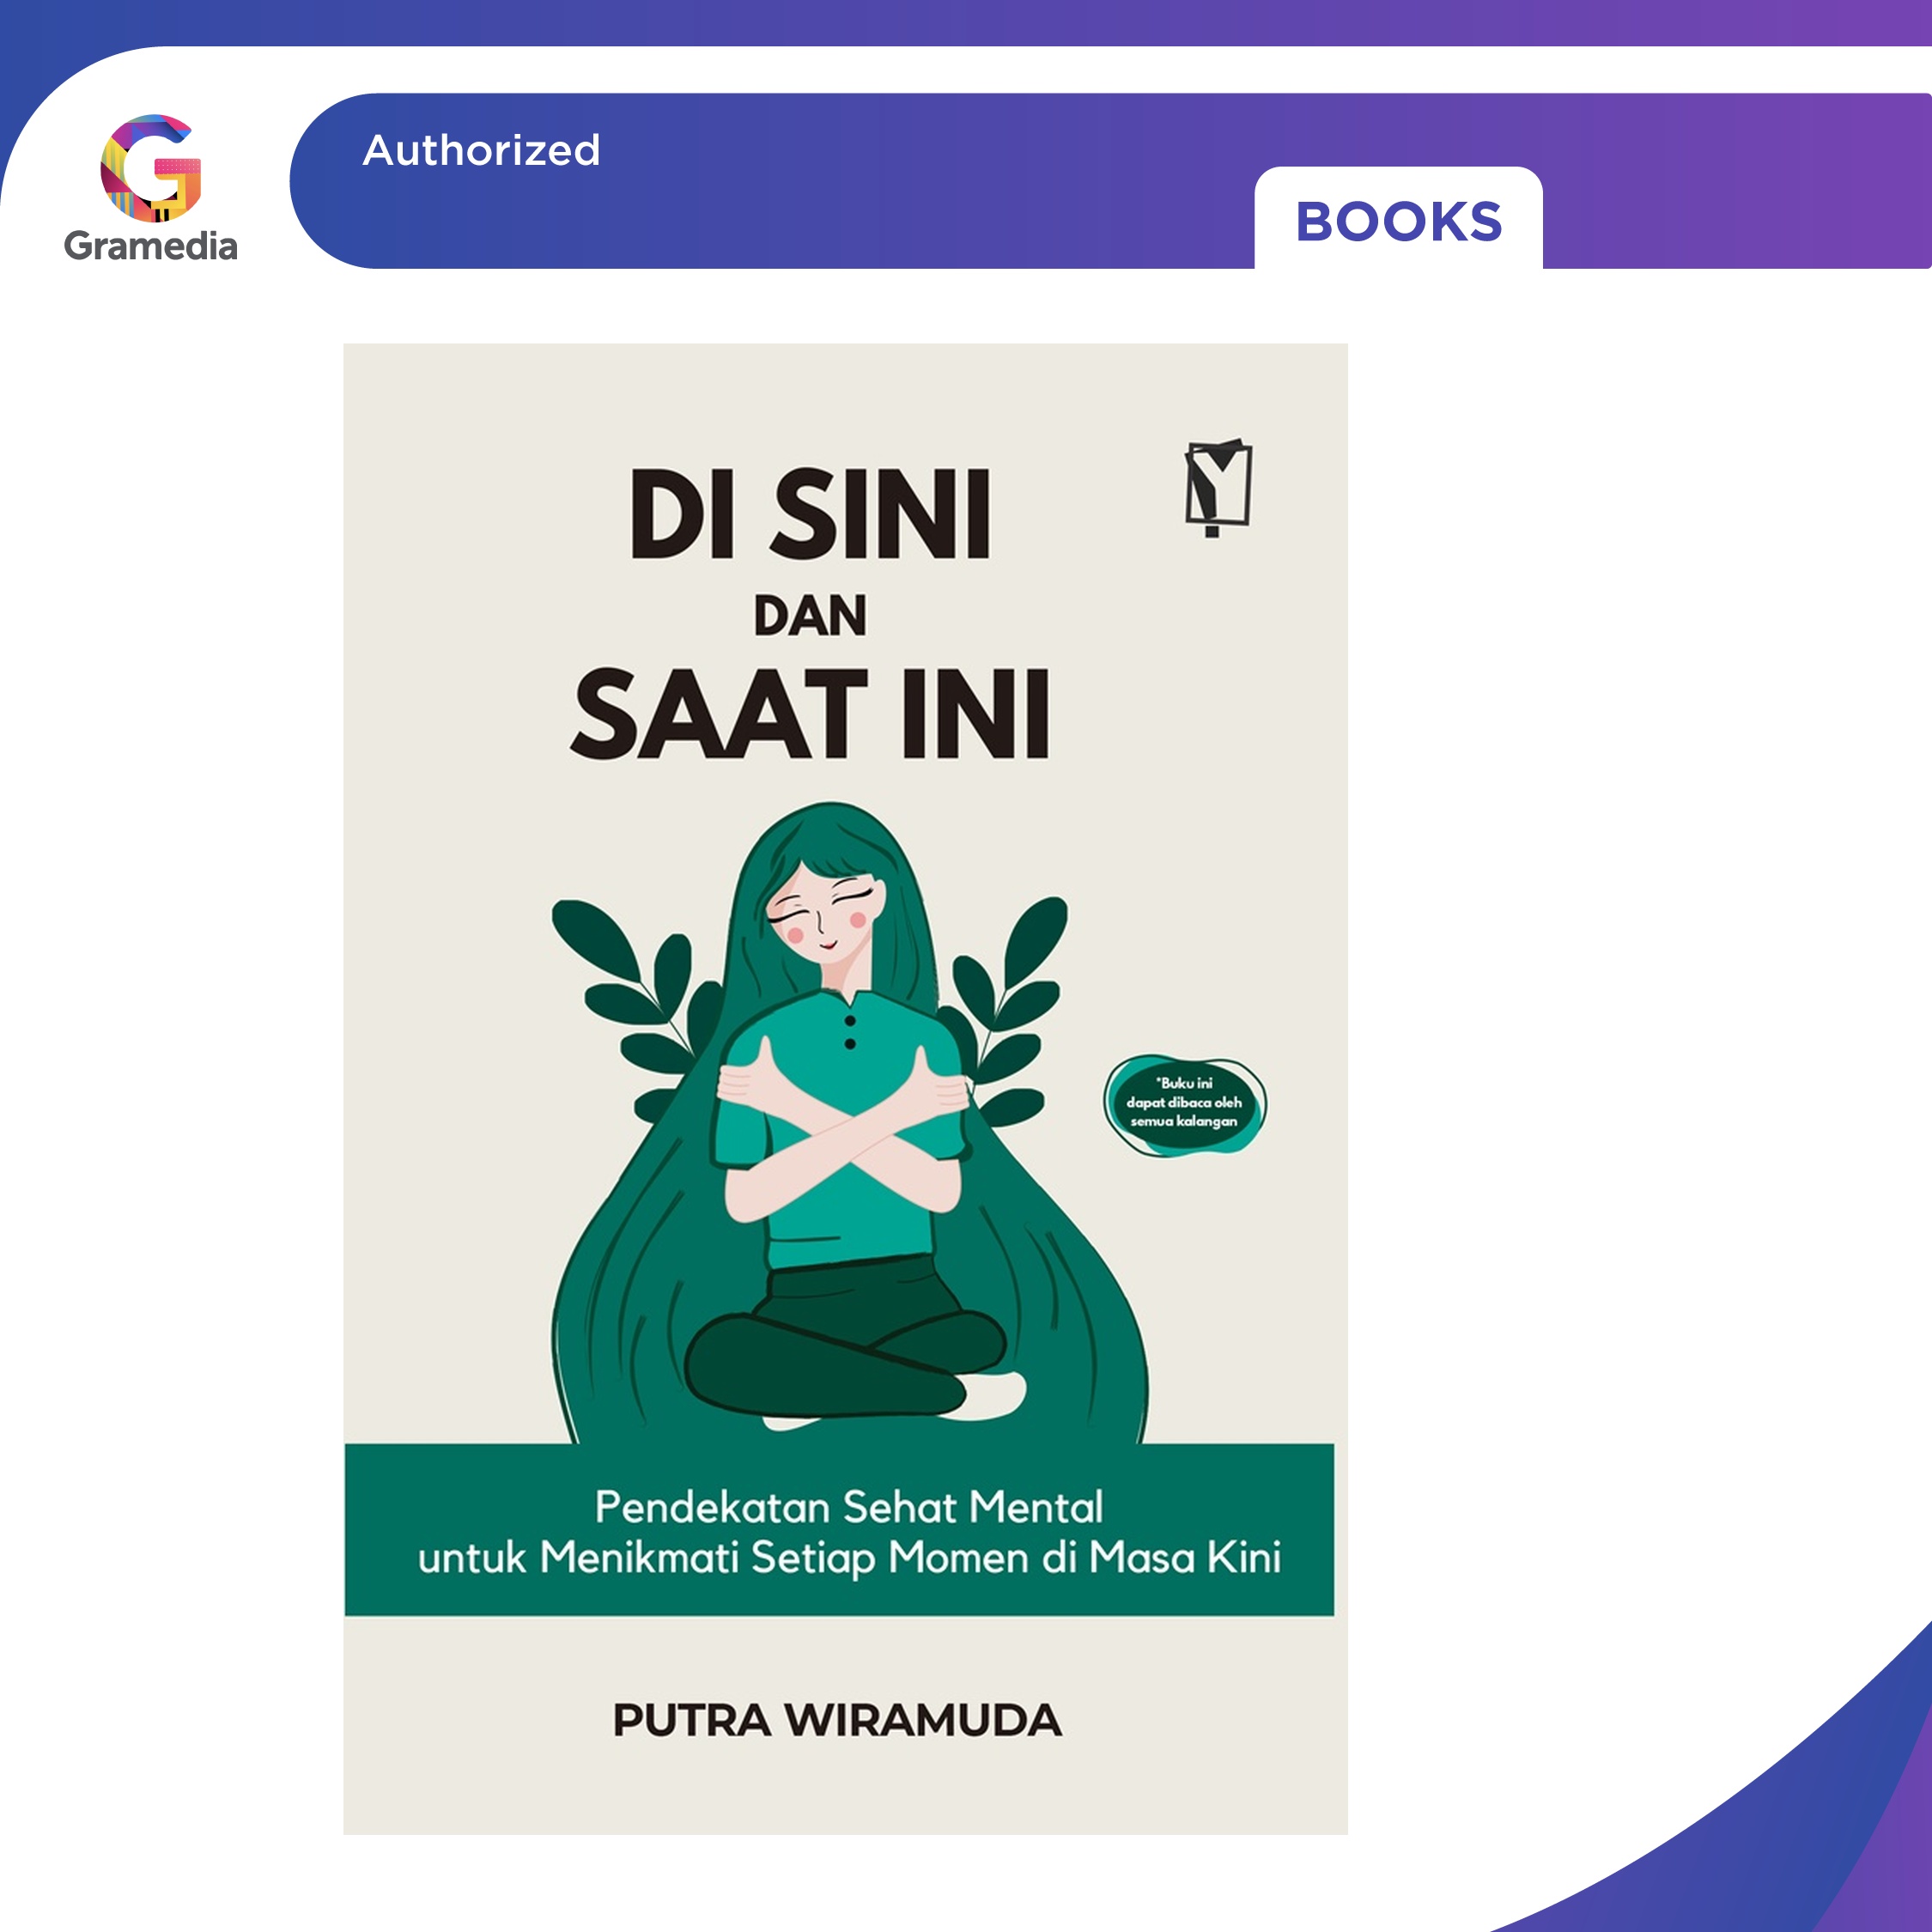 Gramedia
Authorized
BOOKS
DI SINI
DAN
SAAT INI
*Buku ini
dapat dibaca oleh
semua kalangan
Pendekatan Sehat Mental
untuk Menikmati Setiap Momen di Masa Kini
PUTRA WIRAMUDA